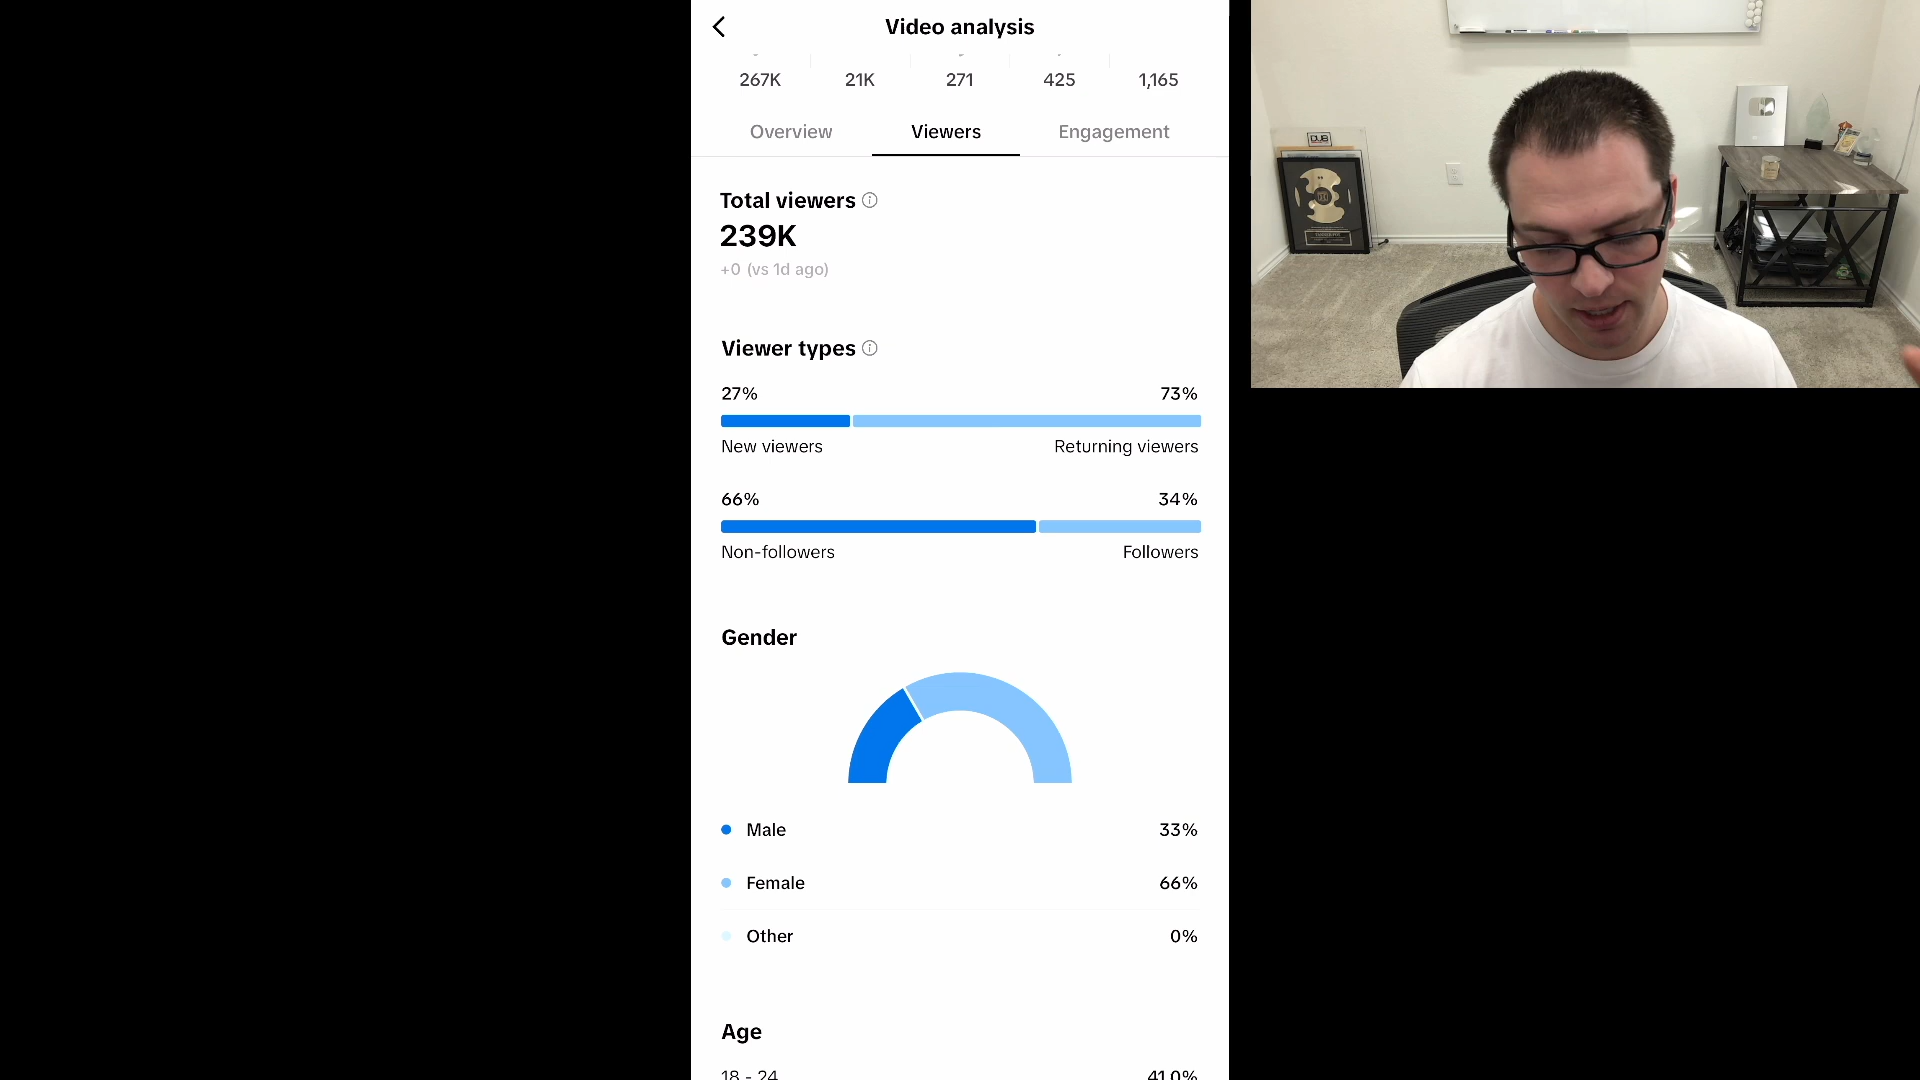 Video analysis
267K 21K 271 425 1,165
Overview Viewers Engagement
Total viewers
239K
+0 (vs 1d ago)
Viewer types
27% 73%
New viewers Returning viewers
66% 34%
Non-followers Followers
Gender
Male 33%
Female 66%
Other 0%
Age
18 - 24 41.0%